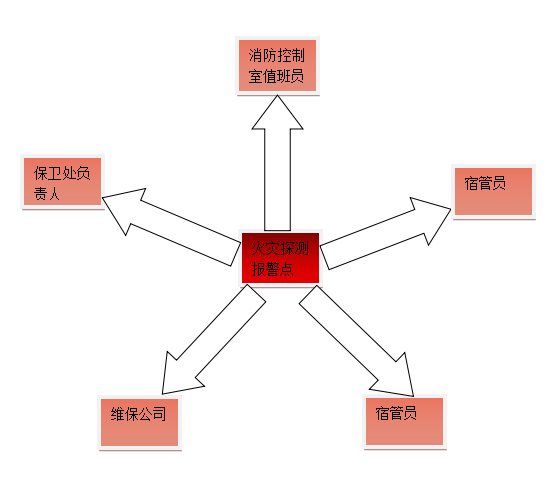 消防控制
室值班员
保卫处负
责人
宿管员
火灾探测
报警点
维保公司
宿管员